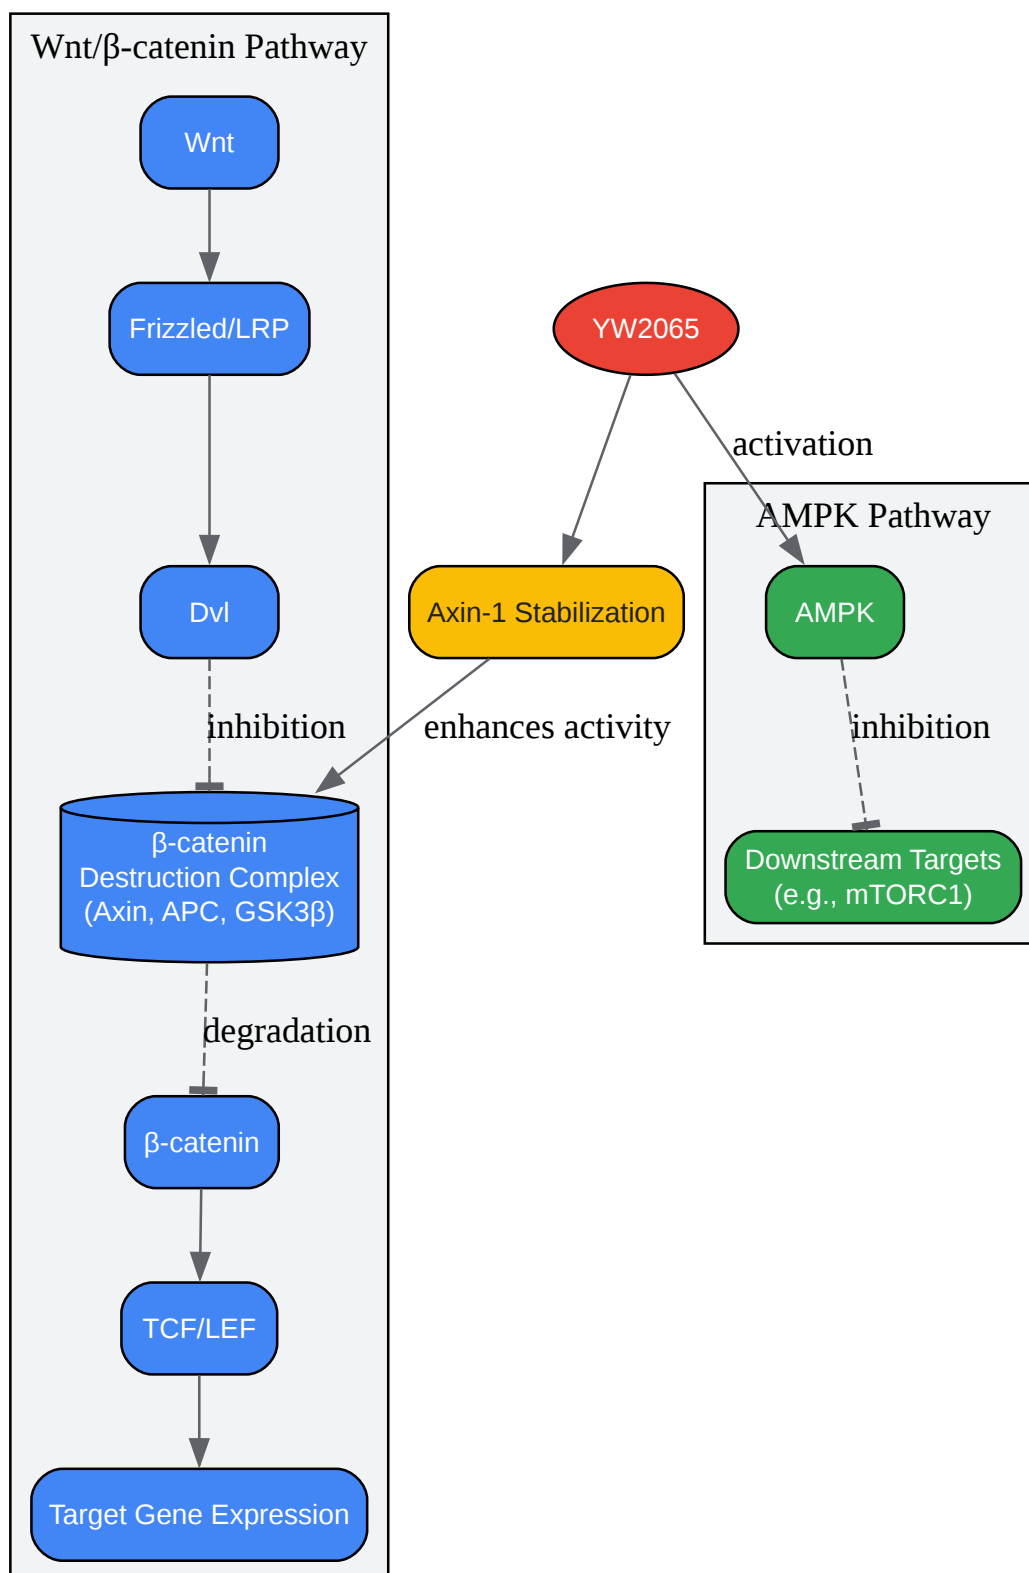 Wnt/β-catenin Pathway
Wnt
Frizzled/LRP
YW2065
activation
AMPK Pathway
Dvl
Axin-1 Stabilization
AMPK
inhibition
enhances activity
inhibition
β-catenin
Destruction Complex
(Axin, APC, GSK3β)
Downstream Targets
(e.g., mTORC1)
degradation
β-catenin
TCF/LEF
Target Gene Expression